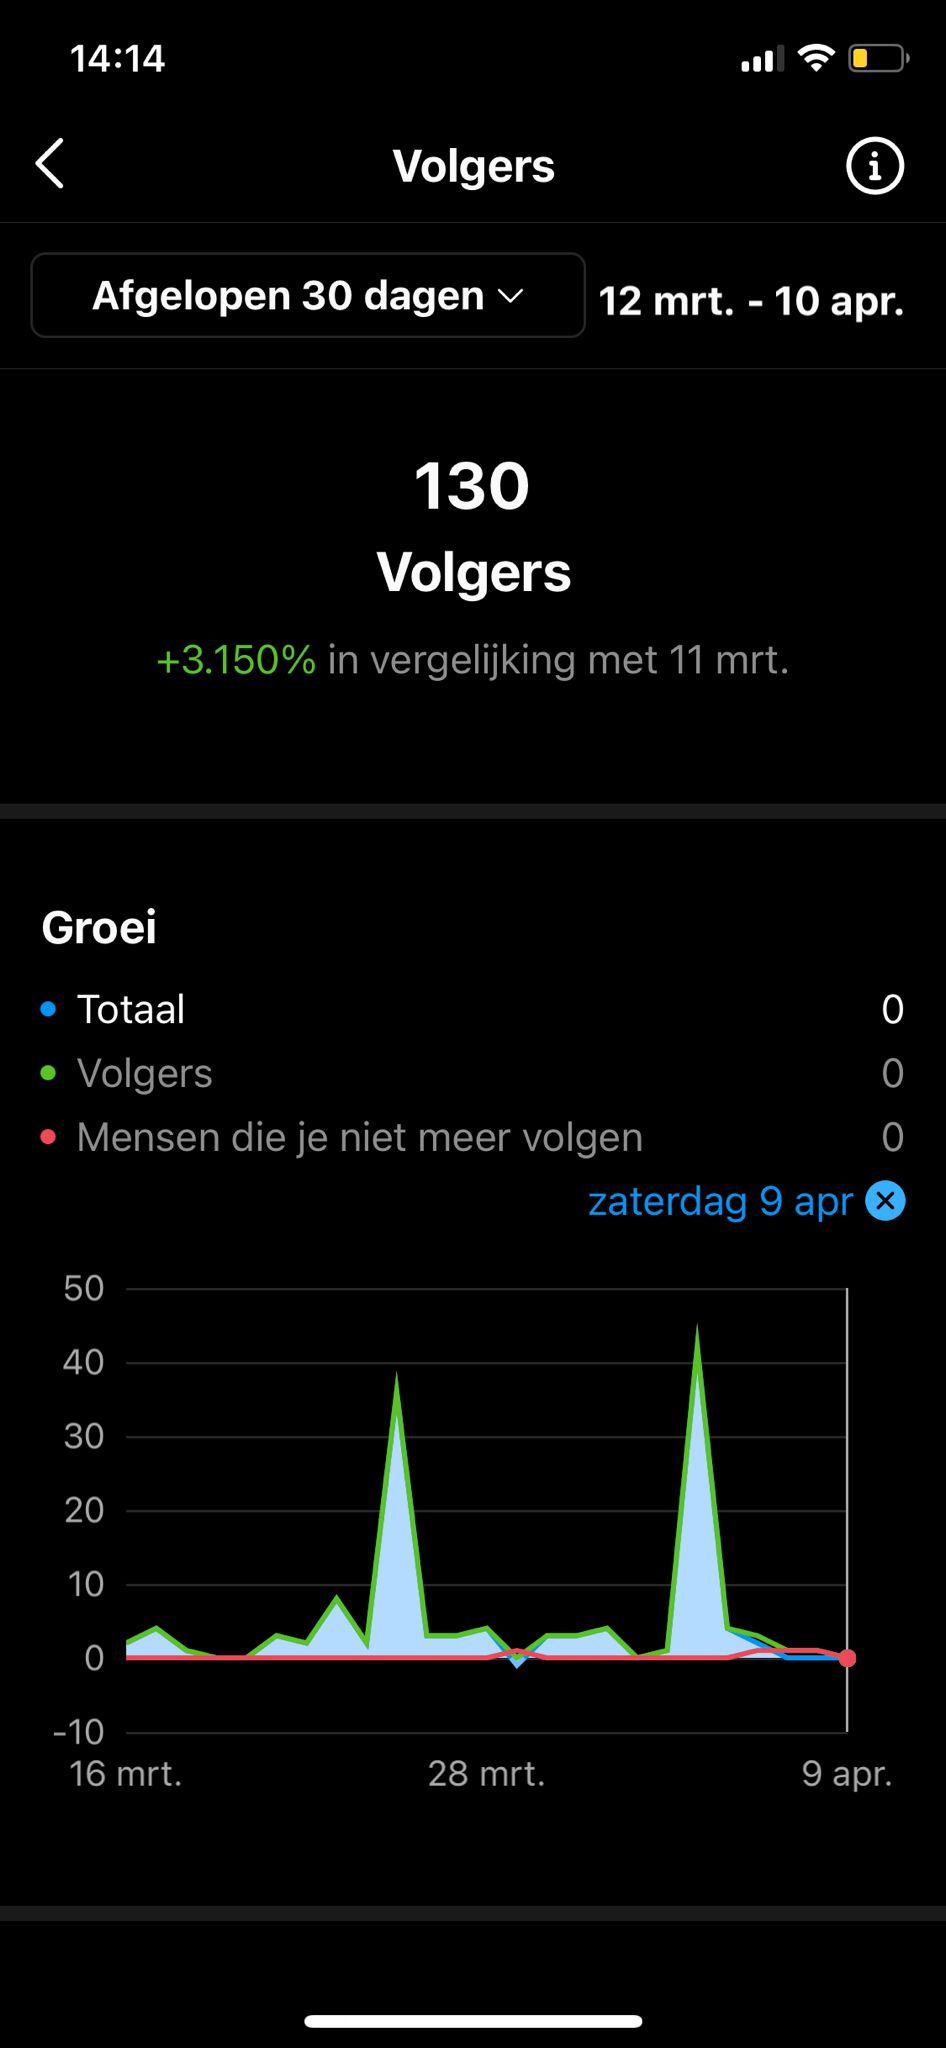 14:14
Volgers
Afgelopen 30 dagen
12 mrt. - 10 apr.
130
Volgers
+3.150% in vergelijking met 11 mrt.
Groei
Totaal 0
Volgers 0
Mensen die je niet meer volgen 0
zaterdag 9 apr
50
40
30
20
10
0
-10
16 mrt. 28 mrt. 9 apr.